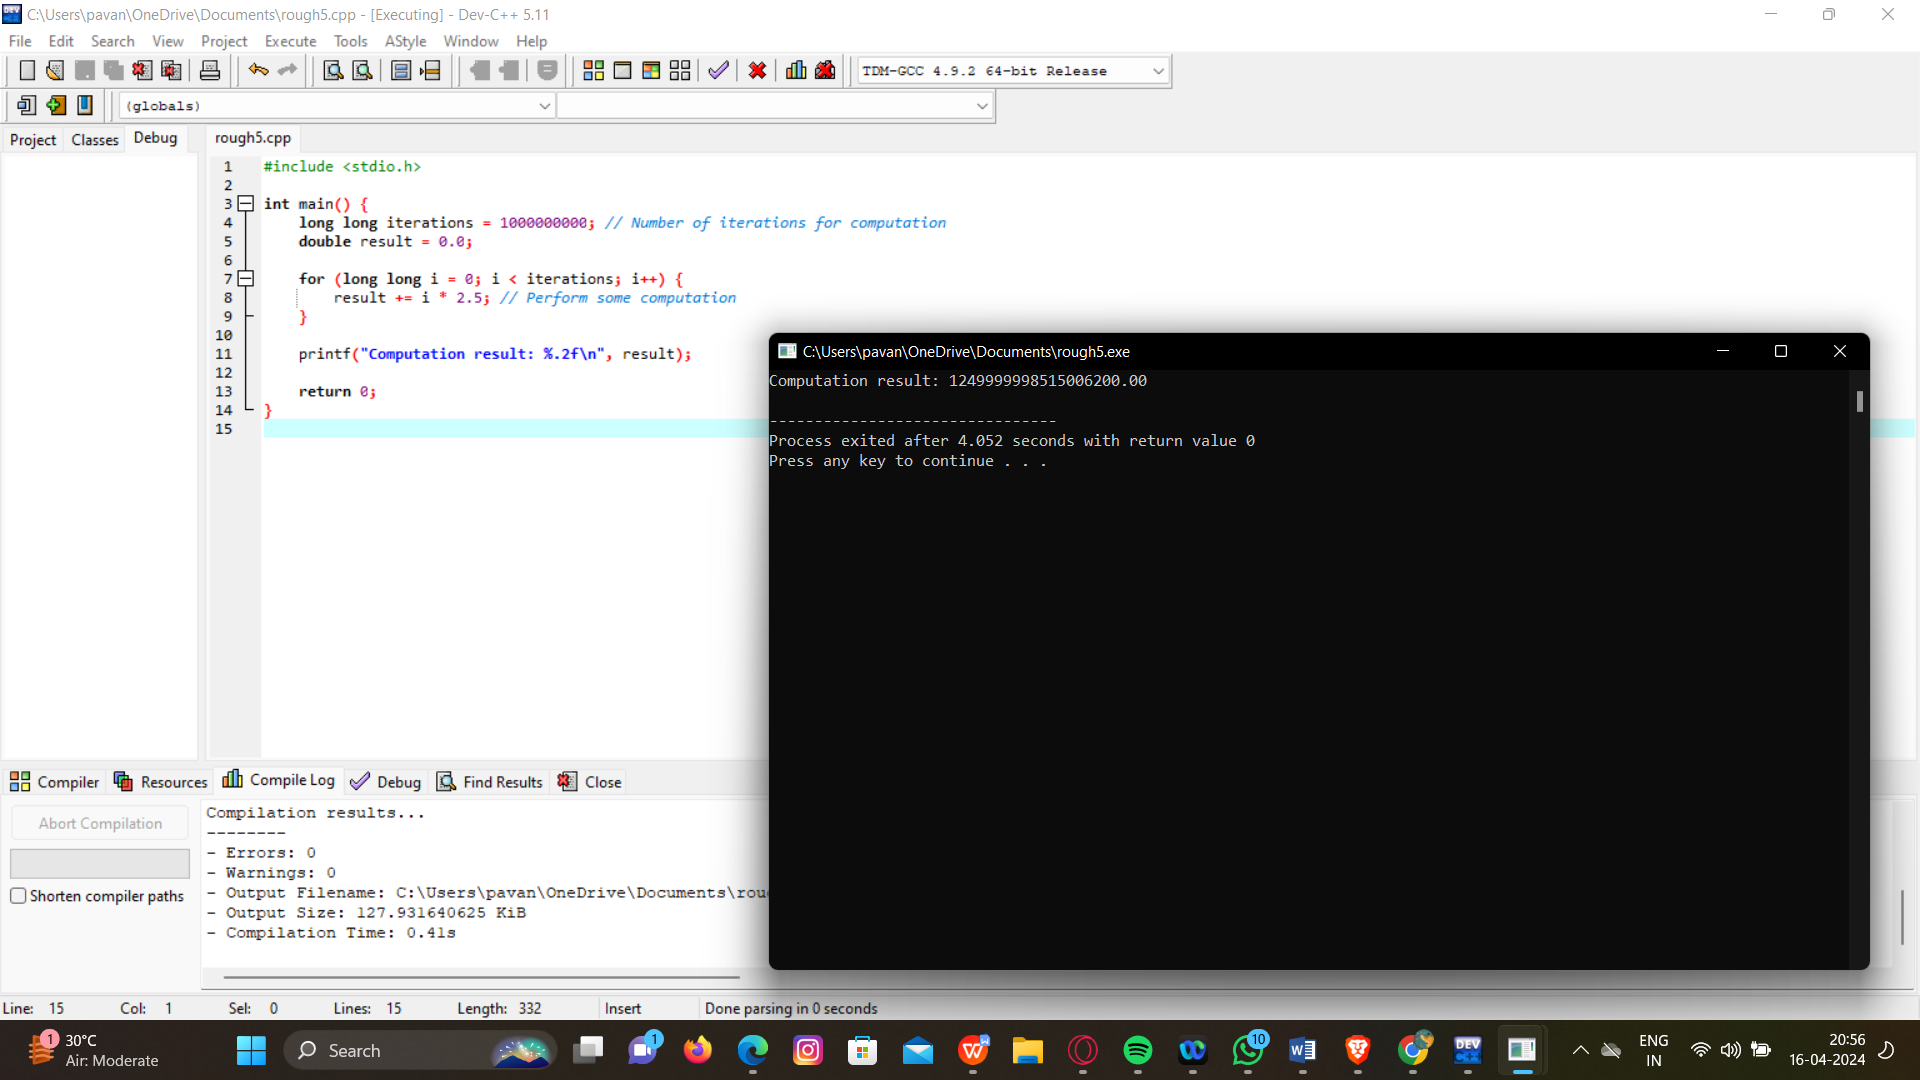 C:\Users\pavan\OneDrive\Documents\rough5.cpp - [Executing] - Dev-C++ 5.11
File Edit Search View Project Execute Tools AStyle Window Help
TDM-GCC 4.9.2 64-bit Release
(globals)
Project Classes Debug rough5.cpp
1 #include <stdio.h>
2
3 int main() {
4 long long iterations = 1000000000; // Number of iterations for computation
5 double result = 0.0;
6
7 for (long long i = 0; i < iterations; i++) {
8 result += i * 2.5; // Perform some computation
9 }
10
11 printf("Computation result: %.2f\n", result);
12
13 return 0;
14 }
15
C:\Users\pavan\OneDrive\Documents\rough5.exe
Computation result: 1249999998515006200.00
--------------------------------
Process exited after 4.052 seconds with return value 0
Press any key to continue . . .
Compiler Resources Compile Log Debug Find Results Close
Abort Compilation
Shorten compiler paths
Compilation results...
--------
- Errors: 0
- Warnings: 0
- Output Filename: C:\Users\pavan\OneDrive\Documents\rou
- Output Size: 127.931640625 KiB
- Compilation Time: 0.41s
Line: 15 Col: 1 Sel: 0 Lines: 15 Length: 332 Insert Done parsing in 0 seconds
1
30°C
Air: Moderate
Search
1
10
DEV
ENG
IN
20:56
16-04-2024